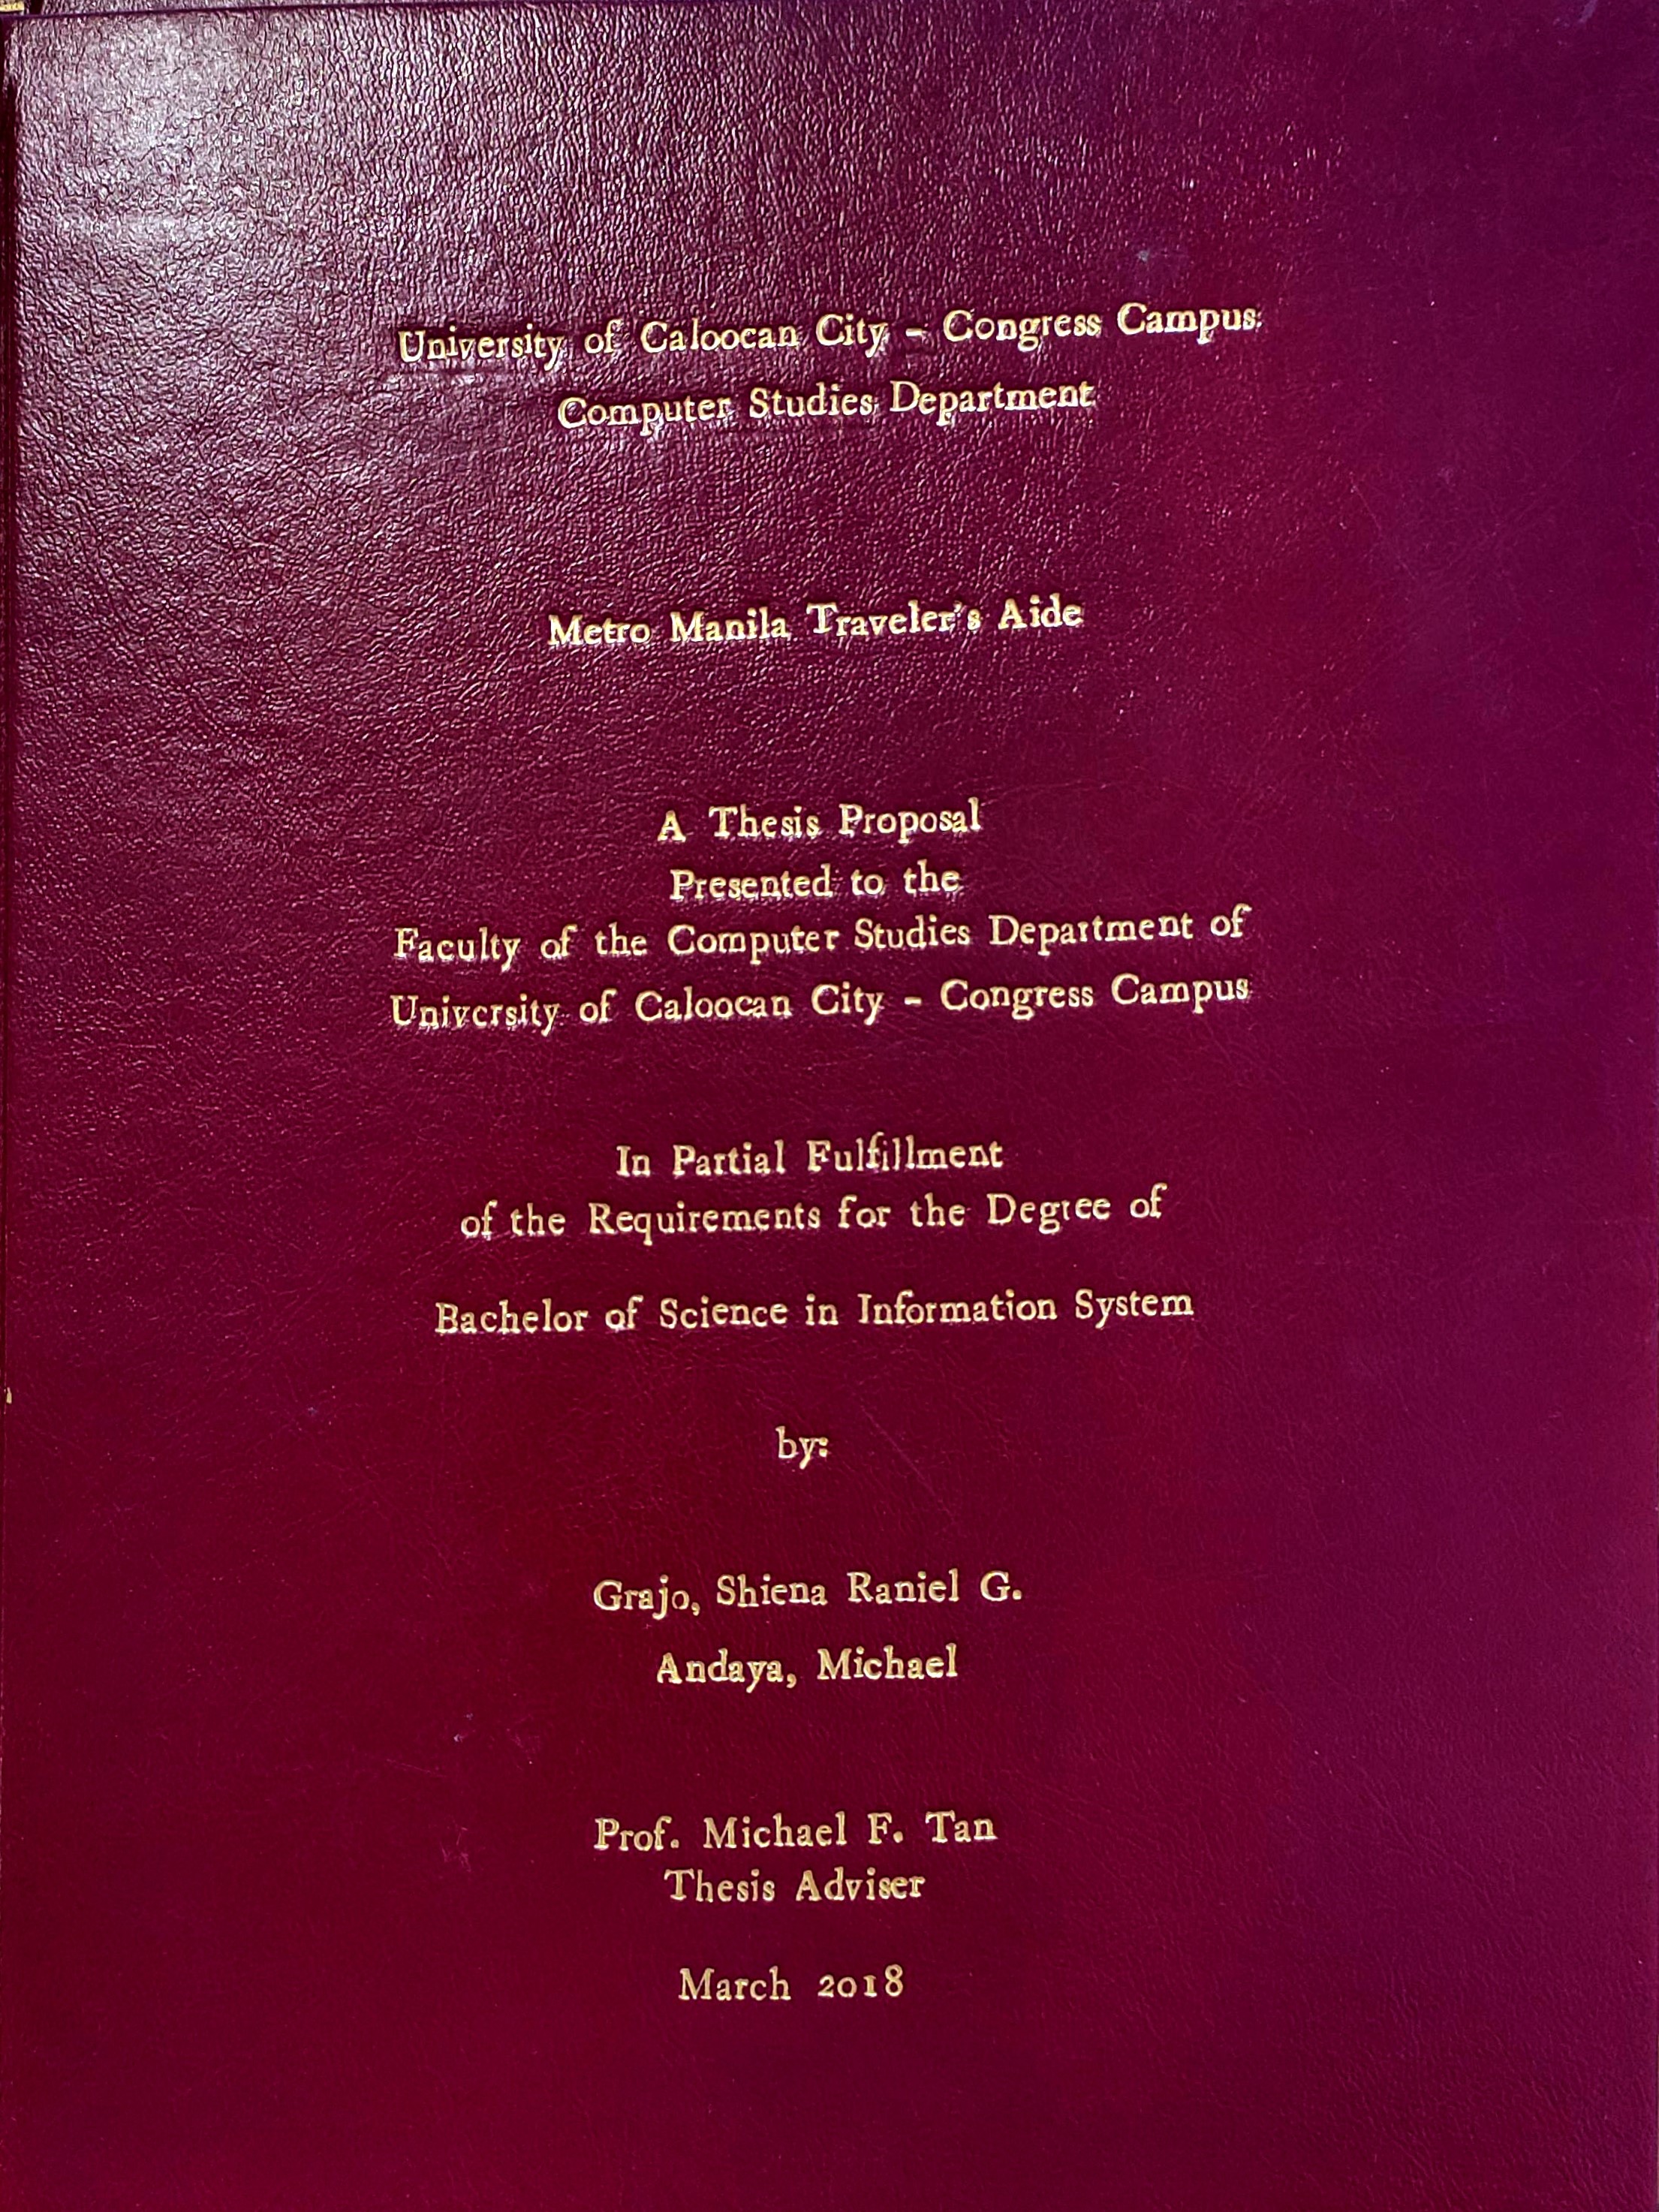 University of Caloocan City - Congress Campus
Computer Studies Department
Metro Manila Traveler's Aide
A Thesis Proposal
Presented to the
Faculty of the Computer Studies Department of
University of Caloocan City - Congress Campus
In Partial Fulfillment
of the Requirements for the Degree of
Bachelor of Science in Information System
by:
Grajo, Shiena Raniel G.
Andaya, Michael
Prof. Michael F. Tan
Thesis Adviser
March 2018